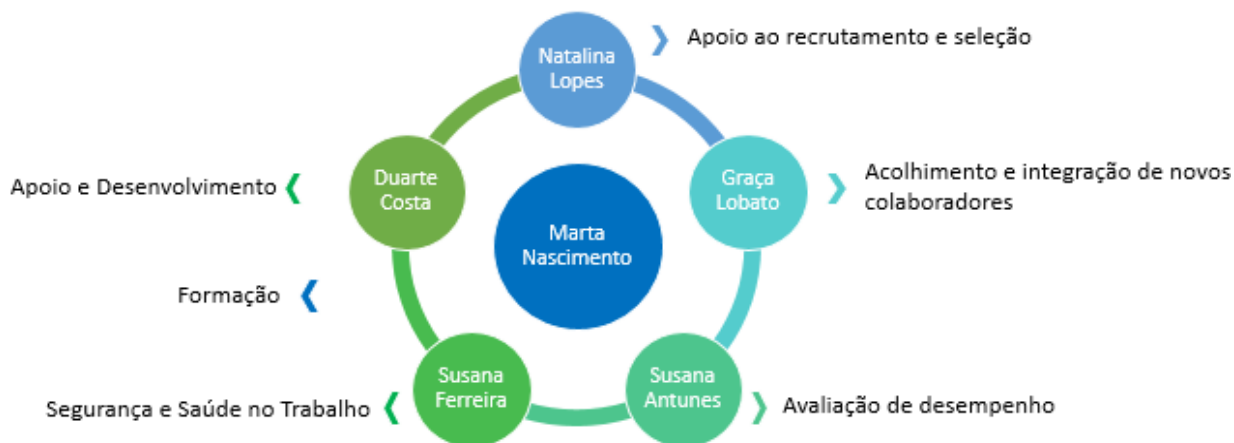 Natalina
Lopes
Apoio ao recrutamento e seleção
Duarte
Costa
Apoio e Desenvolvimento
Graça
Lobato
Acolhimento e integração de novos
colaboradores
Marta
Nascimento
Formação
Susana
Ferreira
Segurança e Saúde no Trabalho
Susana
Antunes
Avaliação de desempenho